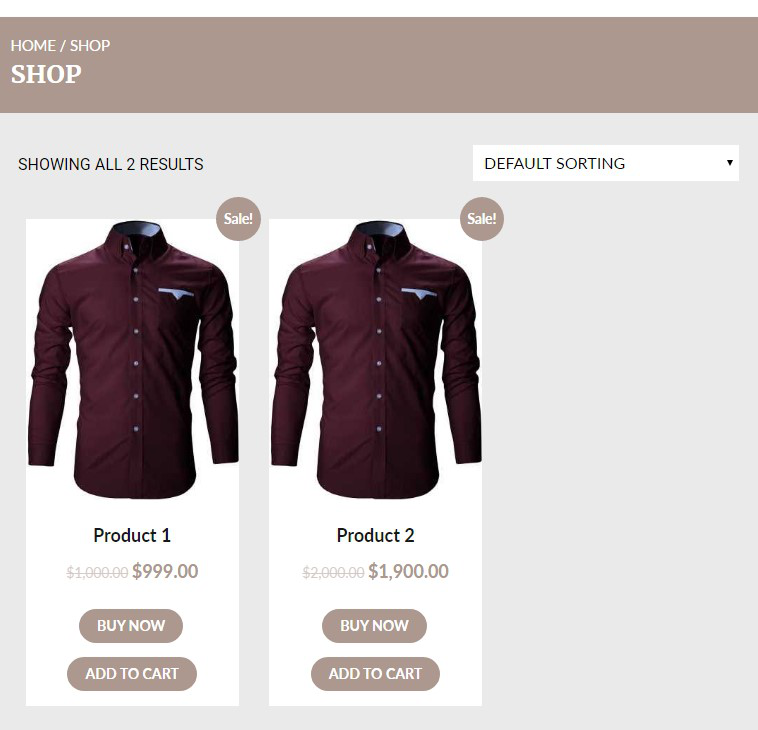 HOME / SHOP
SHOP
SHOWING ALL 2 RESULTS
DEFAULT SORTING
Sale!
Sale!
Product 1
$1,000.00 $999.00
BUY NOW
ADD TO CART
Product 2
$2,000.00 $1,900.00
BUY NOW
ADD TO CART